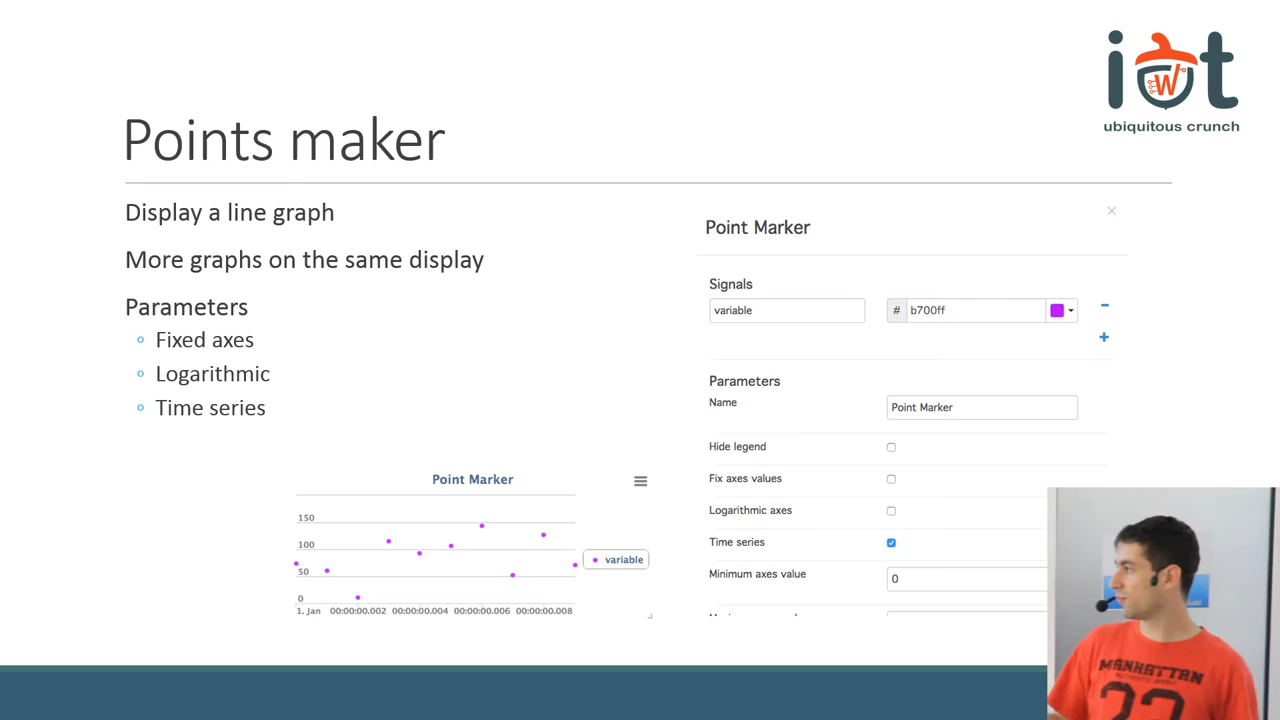 iot
W
ubiquitous crunch
Points maker
Display a line graph
More graphs on the same display
Parameters
Fixed axes
Logarithmic
Time series
Point Marker
150
100
50
0
1. Jan 00:00:00.002 00:00:00.004 00:00:00.006 00:00:00.008
variable
×
Point Marker
Signals
variable # b700ff
Parameters
Name Point Marker
Hide legend
Fix axes values
Logarithmic axes
Time series
Minimum axes value 0
MANHATTAN